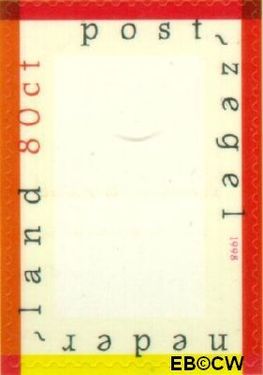 post~
zegel
1998
neder
~land 80ct
EB©CW